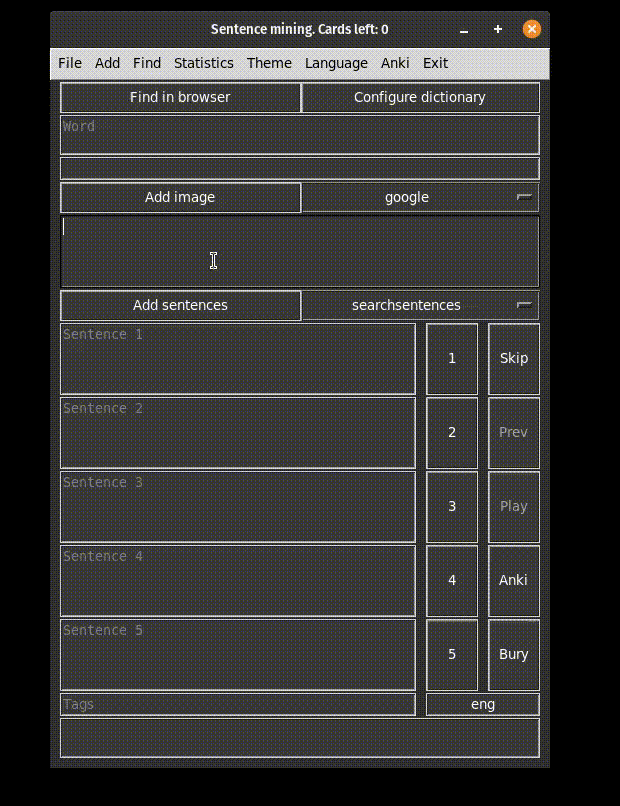 Sentence mining. Cards left: 0
File Add Find Statistics Theme Language Anki Exit
Find in browser Configure dictionary
Word
Add image google
Add sentences searchsentences
Sentence 1 1 Skip
Sentence 2 2 Prev
Sentence 3 3 Play
Sentence 4 4 Anki
Sentence 5 5 Bury
Tags eng